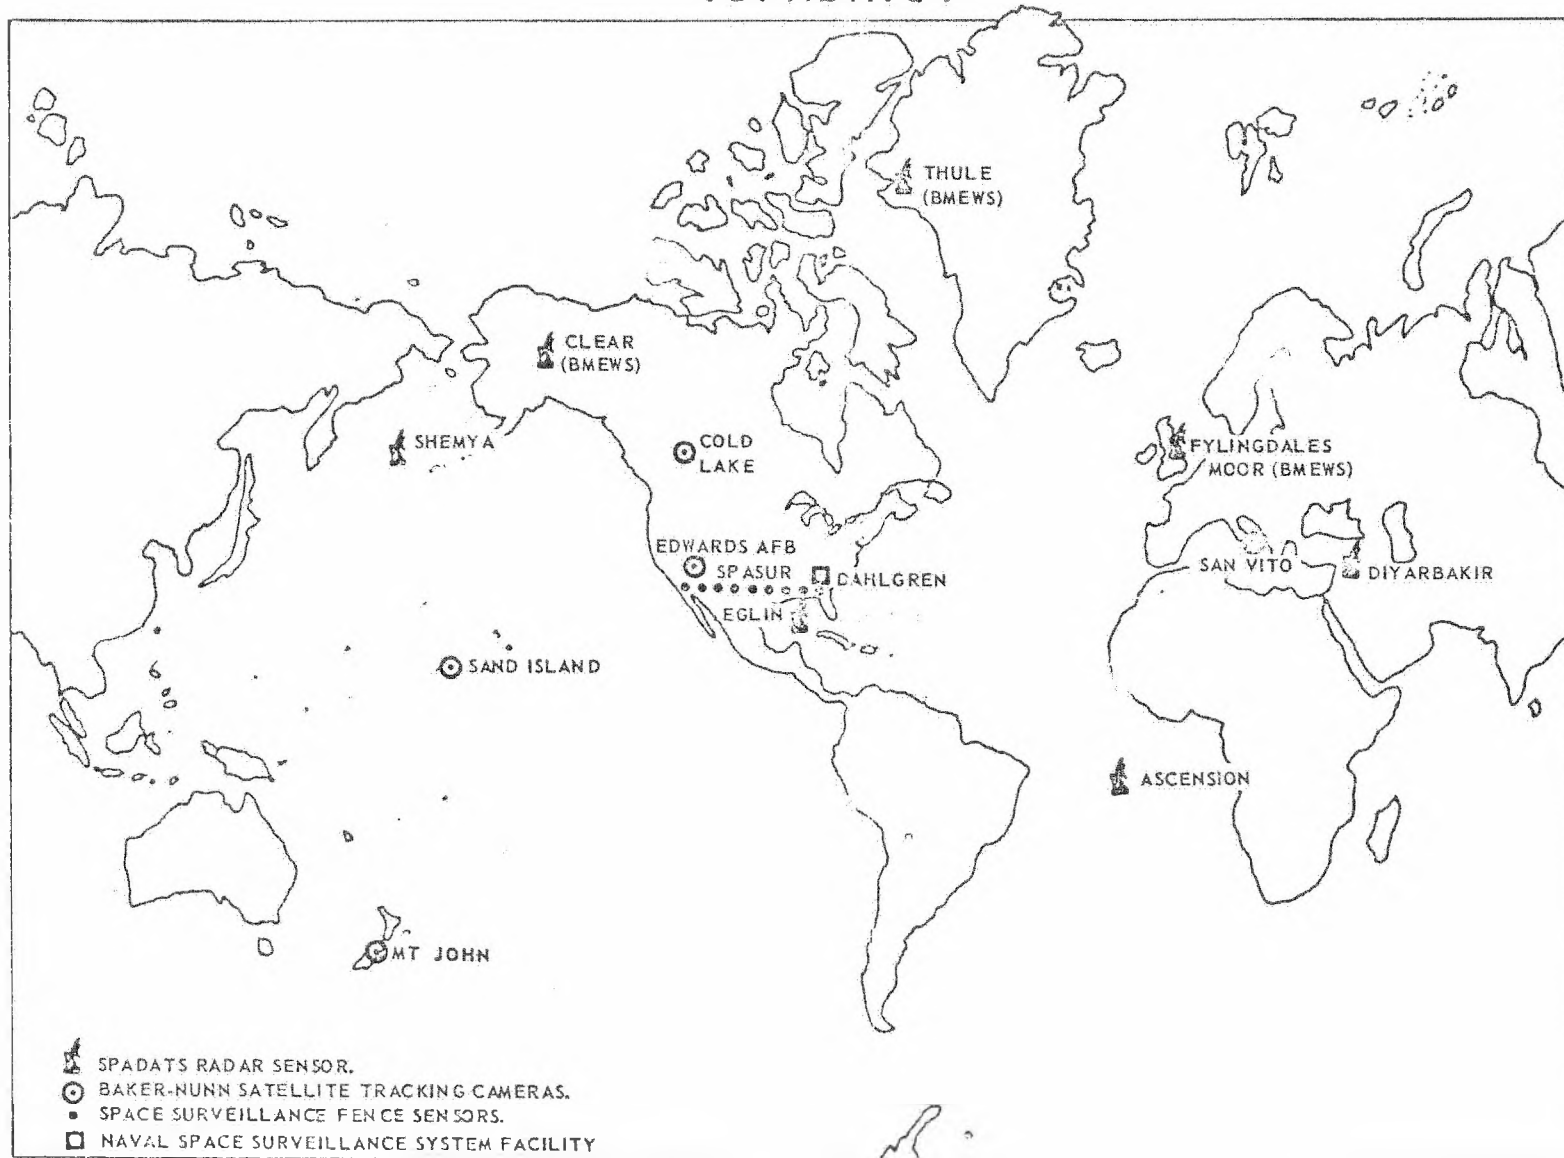 THULE
(BMEWS)
CLEAR
(BMEWS)
SHEMYA
COLD
LAKE
FYLINGDALES
MOOR (BMEWS)
EDWARDS AFB
SPASUR
DAHLGREN
SAN VITO
DIYARBAKIR
EGLIN
SAND ISLAND
ASCENSION
MT JOHN
SPADATS RADAR SENSOR.
BAKER-NUNN SATELLITE TRACKING CAMERAS.
SPACE SURVEILLANCE FENCE SENSORS.
NAVAL SPACE SURVEILLANCE SYSTEM FACILITY